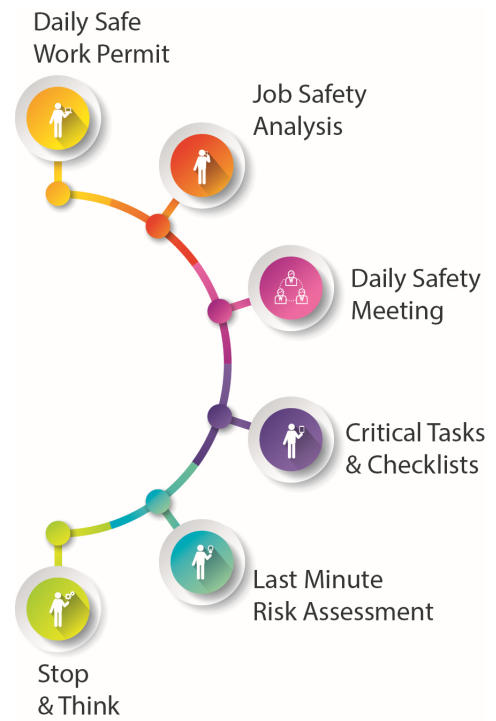 Daily Safe
Work Permit
Job Safety
Analysis
Daily Safety
Meeting
Critical Tasks
& Checklists
Last Minute
Risk Assessment
Stop
& Think